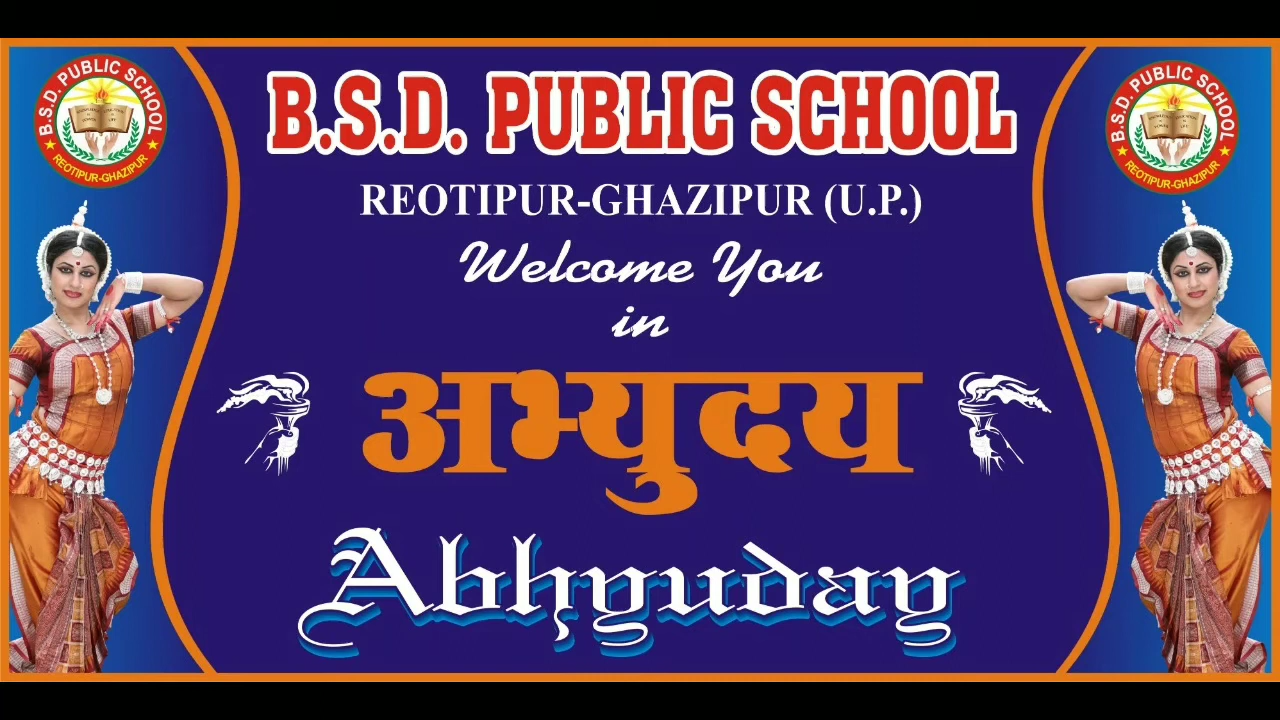 B.S.D. PUBLIC SCHOOL
REOTIPUR-GHAZIPUR
B.S.D. PUBLIC SCHOOL
REOTIPUR-GHAZIPUR (U.P.)
Welcome You
in
अभ्युदय
Abhyuday
B.S.D. PUBLIC SCHOOL
REOTIPUR-GHAZIPUR